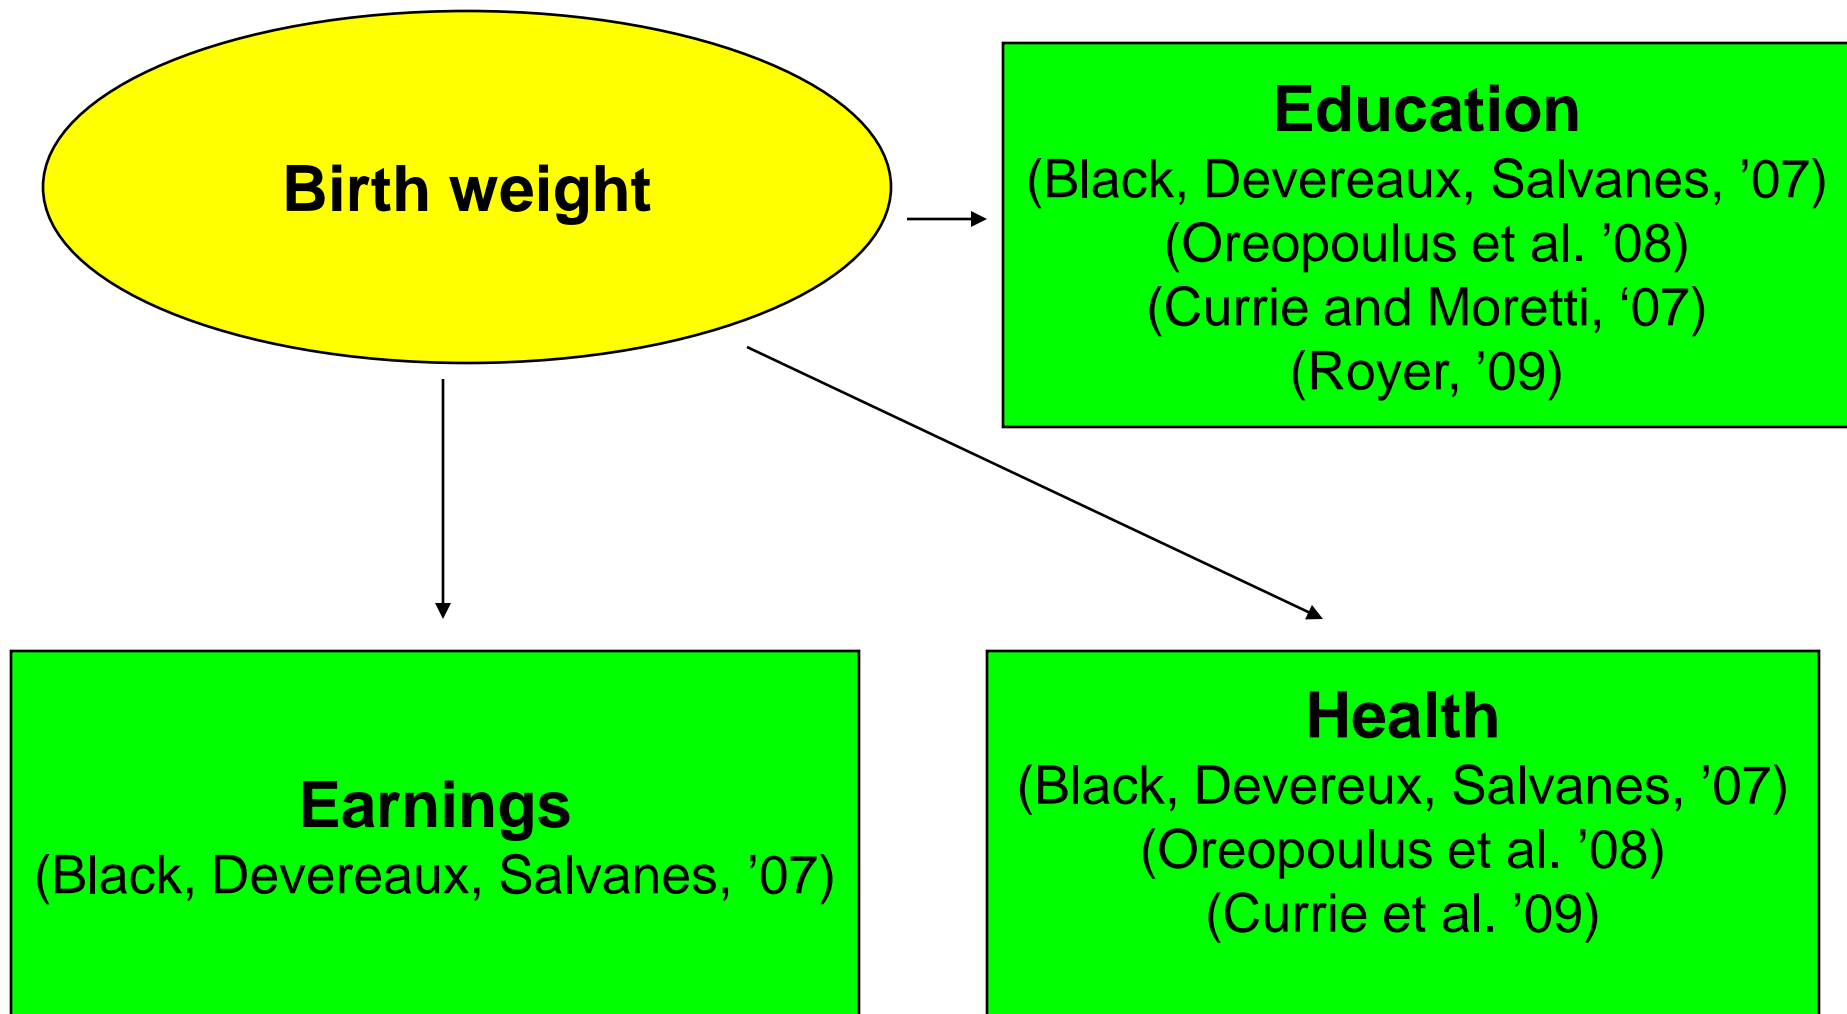 Birth weight
Education
(Black, Devereaux, Salvanes, ’07)
(Oreopoulus et al. ’08)
(Currie and Moretti, ‘07)
(Royer, ’09)
Earnings
(Black, Devereaux, Salvanes, ’07)
Health
(Black, Devereux, Salvanes, ’07)
(Oreopoulus et al. ’08)
(Currie et al. ’09)